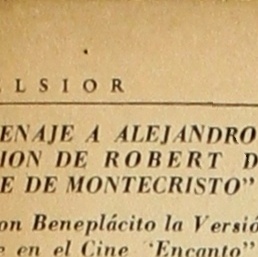 LSIOR
ENAJE A ALEJANDRO
ION DE ROBERT D
E DE MONTECRISTO"
on Beneplácito la Versió
e en el Cine "Encanto"